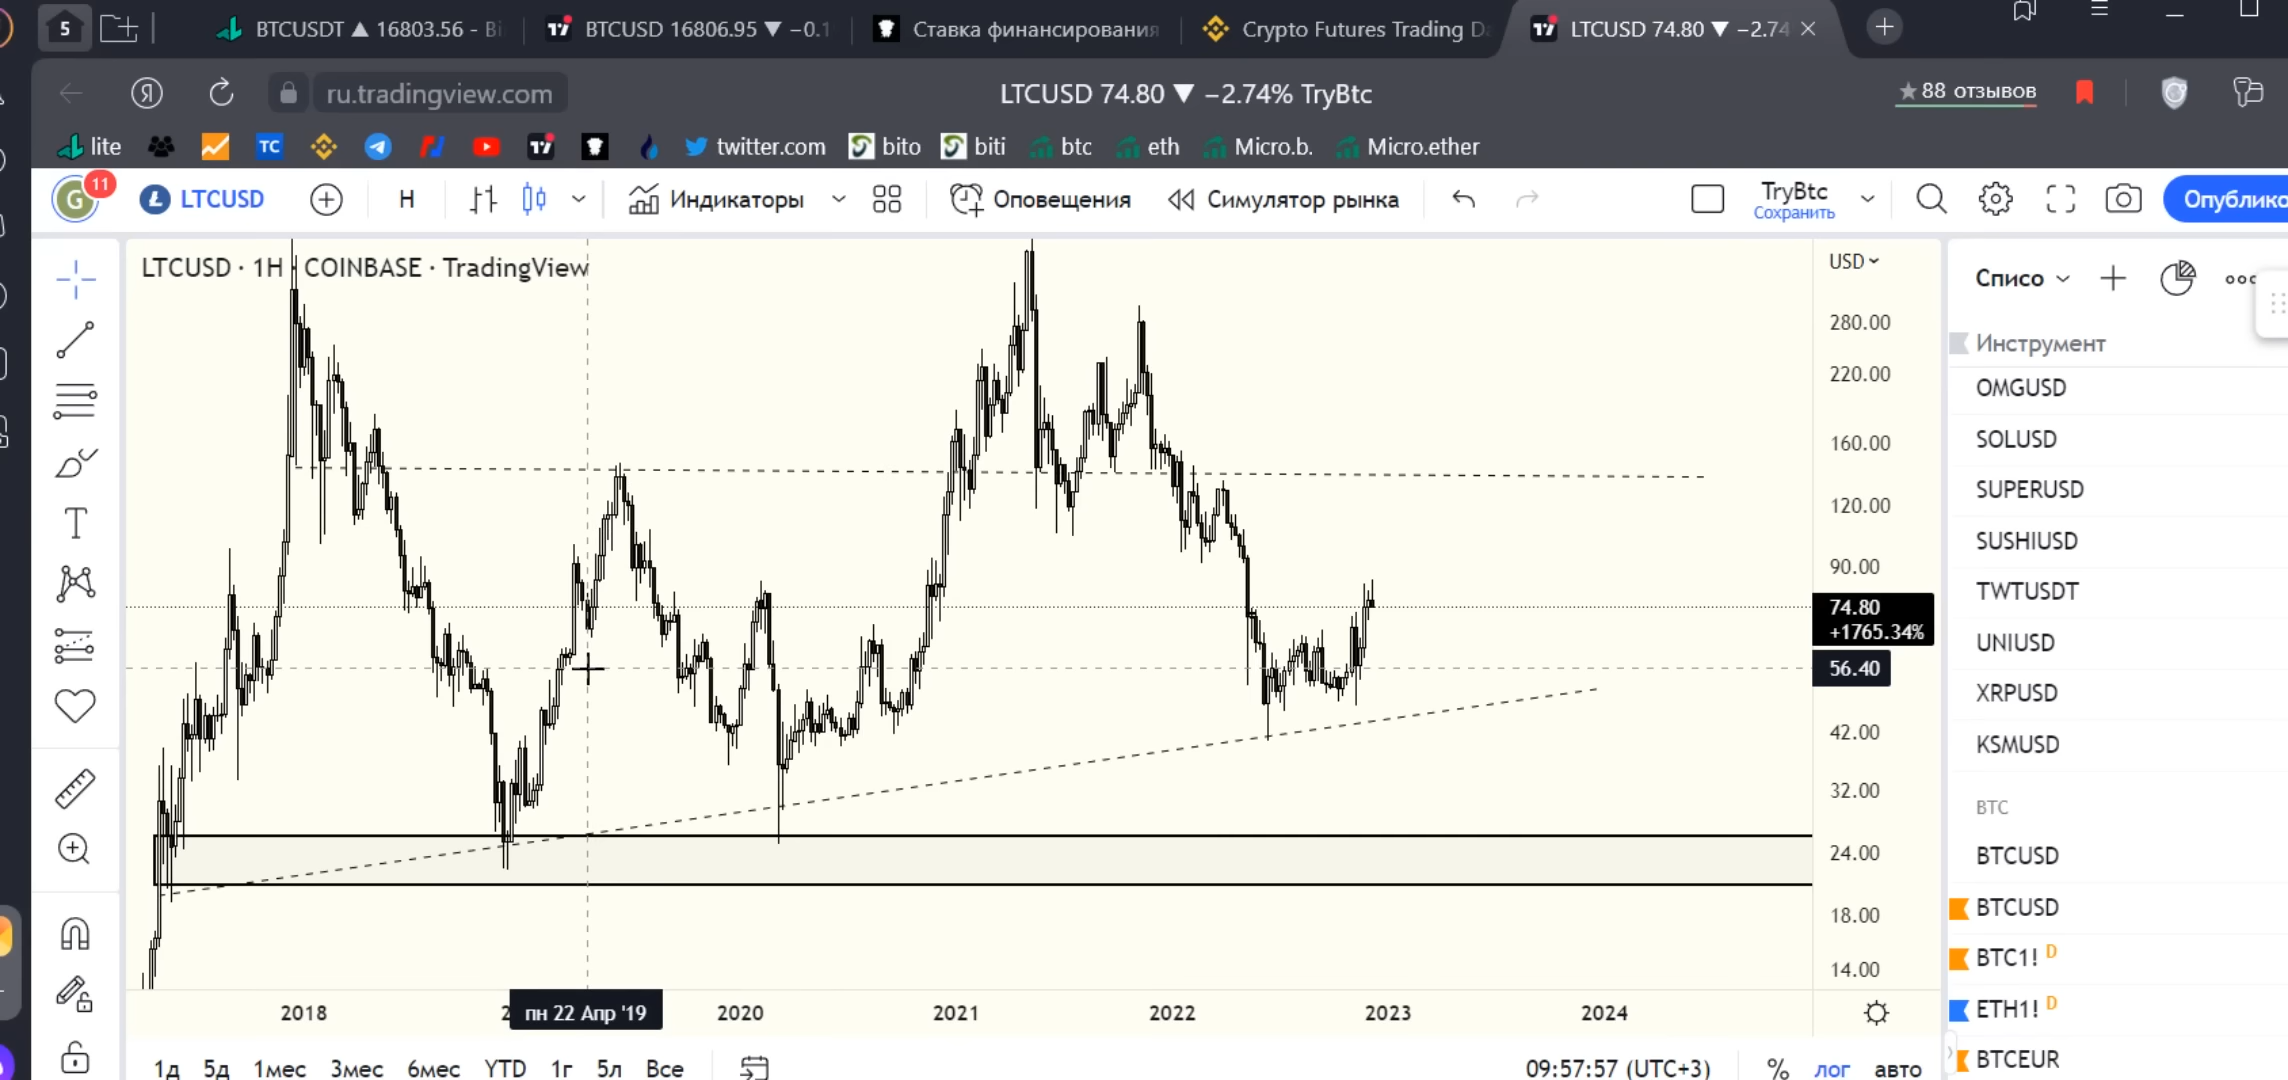 5 BTCUSDT ▲ 16803.56 - Bi BTCUSD 16806.95 ▼ −0.1 Ставка финансирования Crypto Futures Trading Da LTCUSD 74.80 ▼ −2.74
ru.tradingview.com LTCUSD 74.80 ▼ −2.74% TryBtc ★ 88 отзывов
lite TC twitter.com bito biti btc eth Micro.b. Micro.ether
G 11 LTCUSD Н Индикаторы Оповещения Симулятор рынка TryBtc Сохранить Опублико
LTCUSD · 1Н COINBASE · TradingView
USD
280.00
220.00
160.00
120.00
90.00
74.80
+1765.34%
56.40
42.00
32.00
24.00
18.00
14.00
2018 2 пн 22 Апр '19 2020 2021 2022 2023 2024
1д 5д 1мес 3мес 6мес YTD 1г 5л Все 09:57:57 (UTC+3) % лог авто
Списо
Инструмент
OMGUSD
SOLUSD
SUPERUSD
SUSHIUSD
TWTUSDT
UNIUSD
XRPUSD
KSMUSD
BTC
BTCUSD
BTCUSD
BTC1! D
ETH1! D
BTCEUR